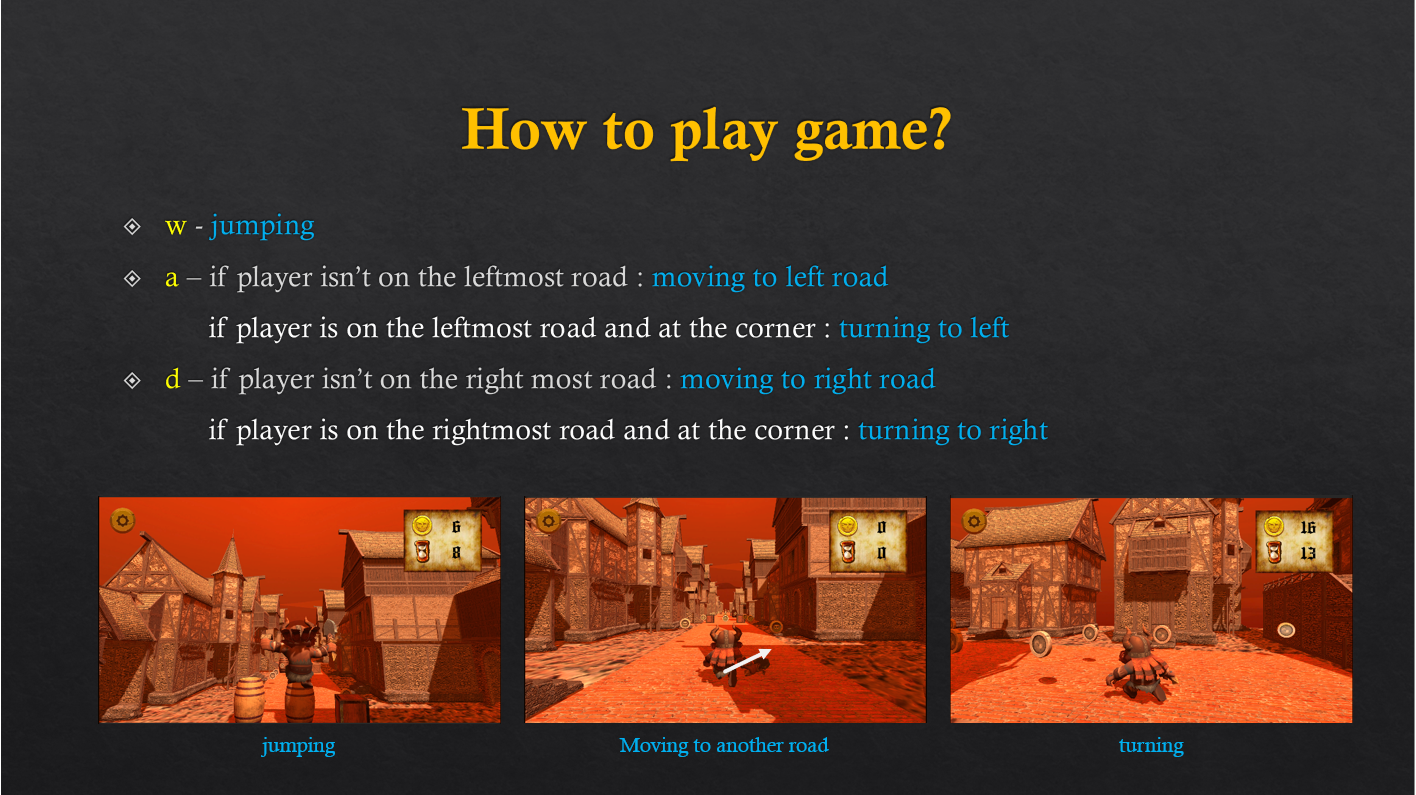 How to play game?
w - jumping
a – if player isn't on the leftmost road : moving to left road
if player is on the leftmost road and at the corner : turning to left
d – if player isn't on the right most road : moving to right road
if player is on the rightmost road and at the corner : turning to right
6
8
0
0
16
13
jumping
Moving to another road
turning